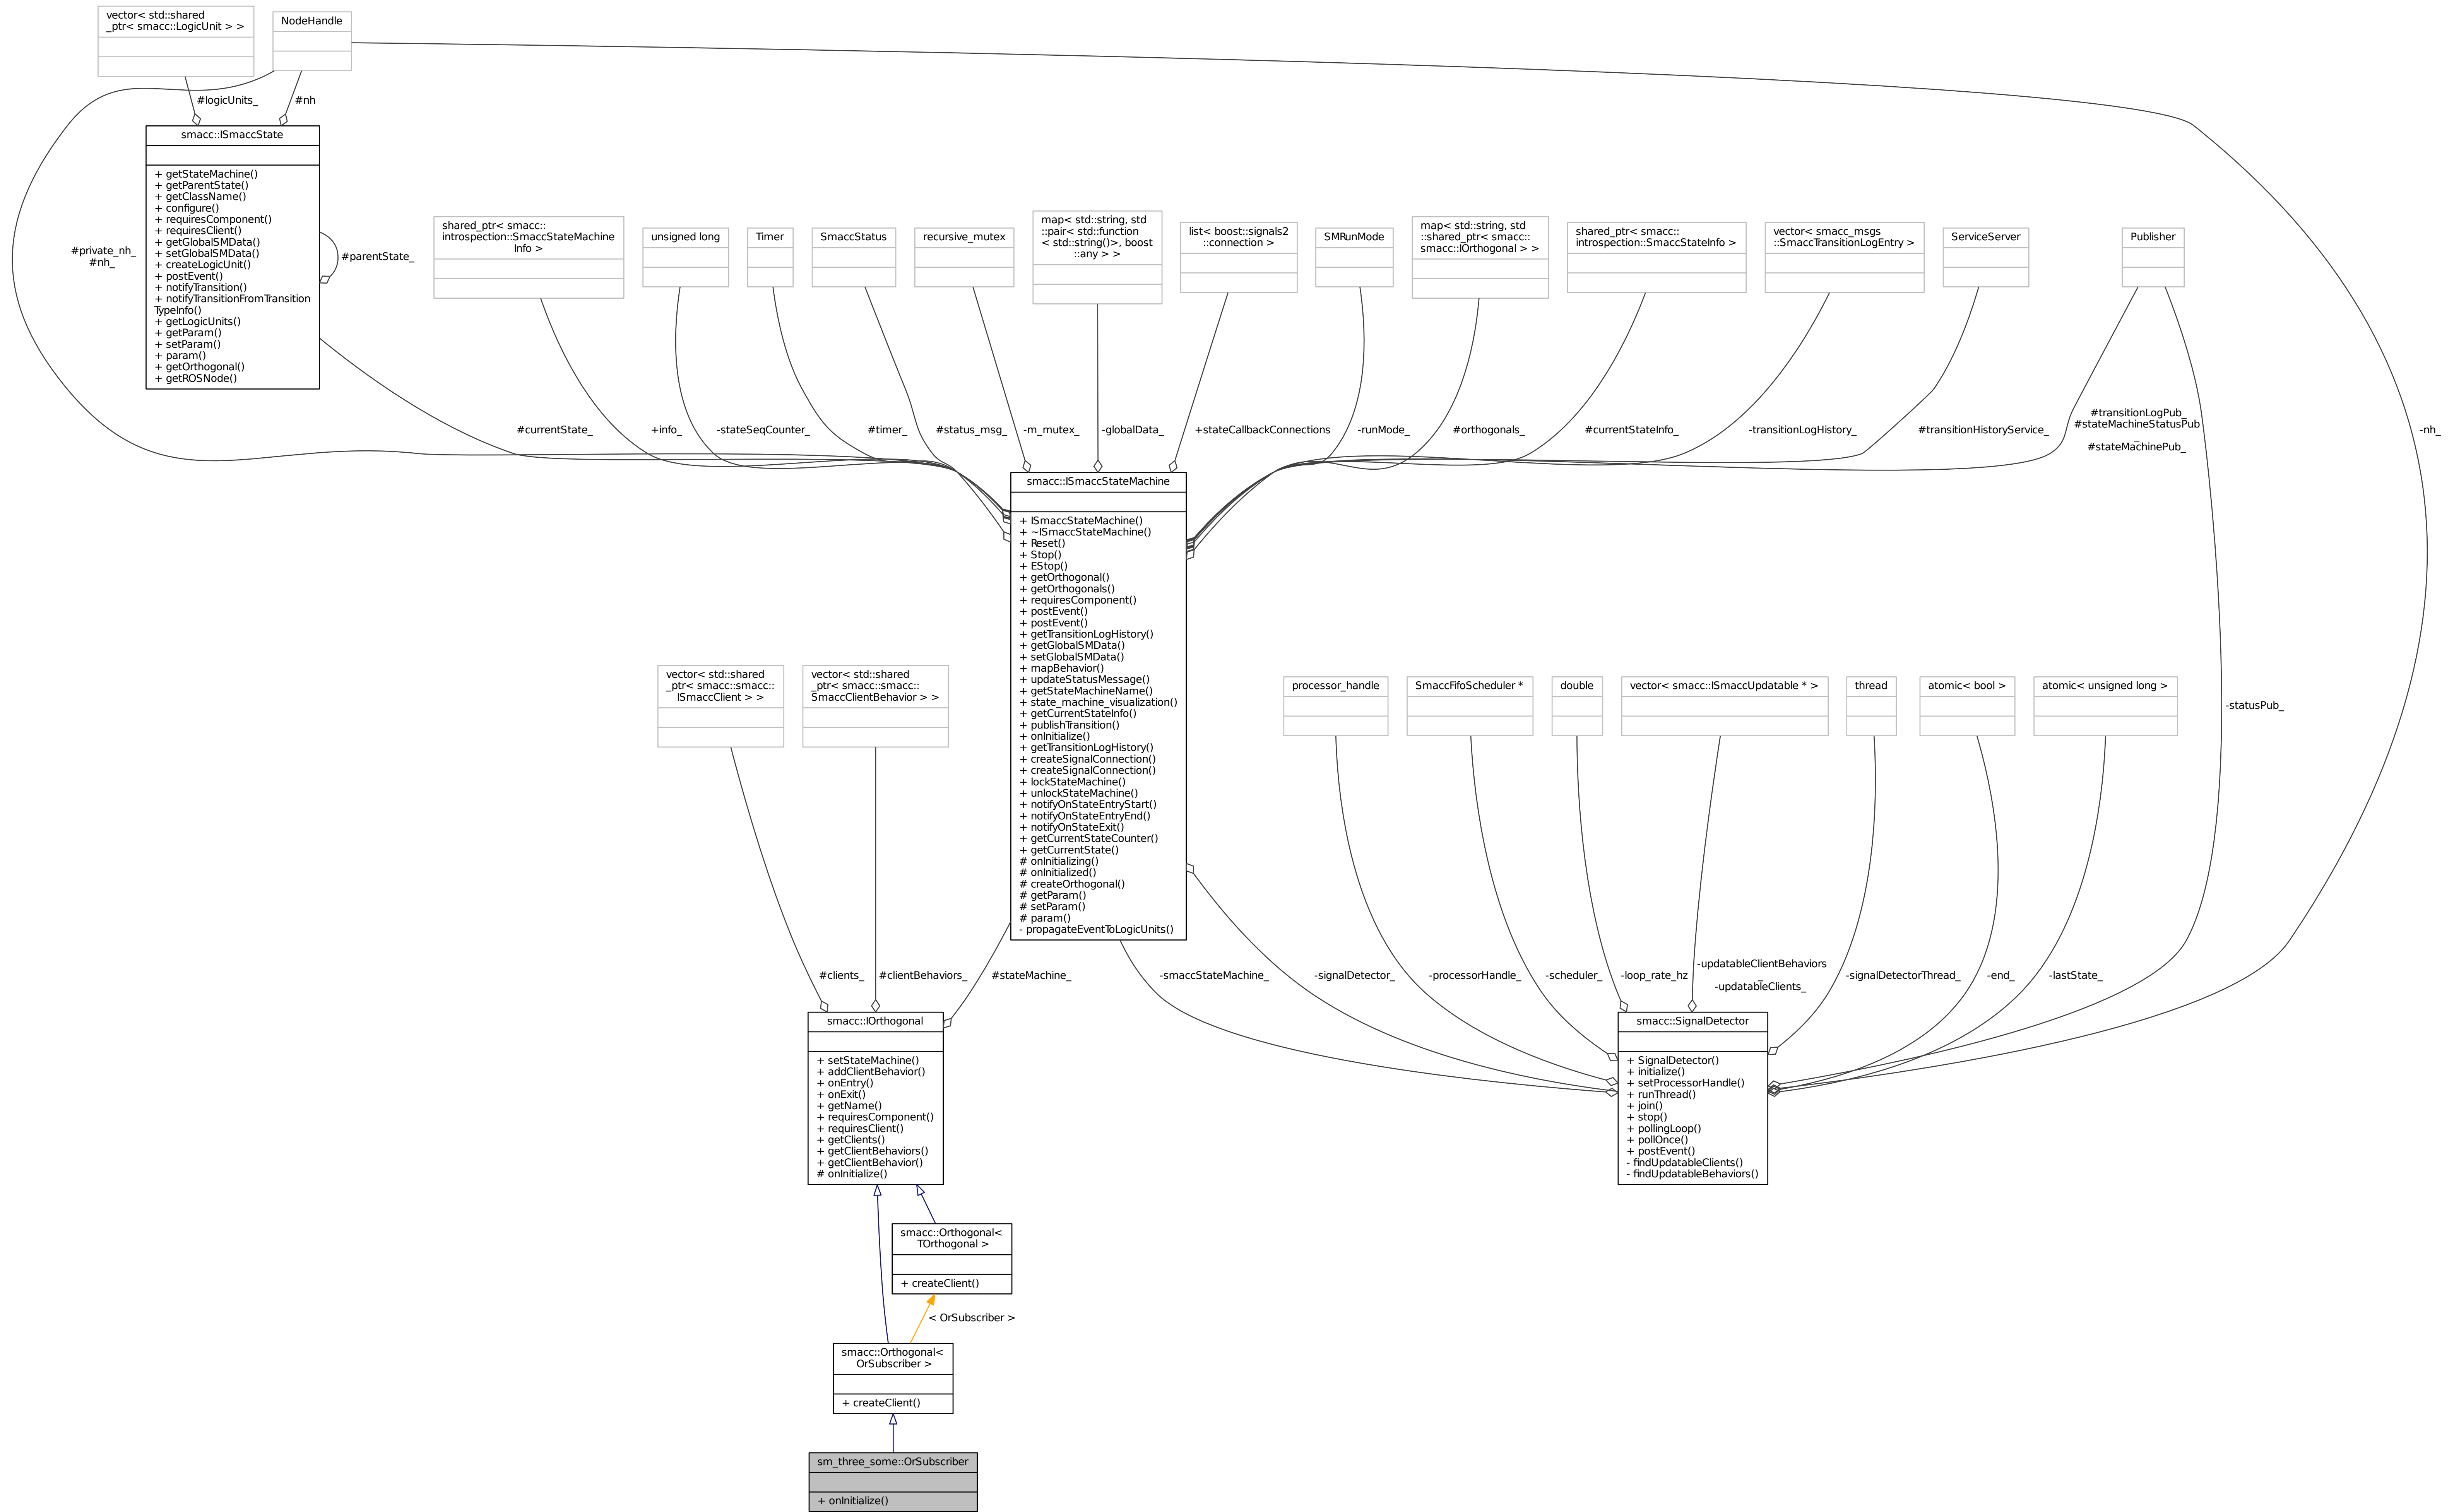 vector< std::shared
_ptr< smacc::LogicUnit > >
NodeHandle
#logicUnits_
#nh
smacc::ISmaccState
+ getStateMachine()
+ getParentState()
+ getClassName()
+ configure()
+ requiresComponent()
+ requiresClient()
+ getGlobalSMData()
+ setGlobalSMData()
+ createLogicUnit()
+ postEvent()
+ notifyTransition()
+ notifyTransitionFromTransition
TypeInfo()
+ getLogicUnits()
+ getParam()
+ setParam()
+ param()
+ getOrthogonal()
+ getROSNode()
#private_nh_
#nh_
#parentState_
shared_ptr< smacc::
introspection::SmaccStateMachine
Info >
unsigned long
Timer
SmaccStatus
recursive_mutex
map< std::string, std
::pair< std::function
< std::string()>, boost
::any > >
list< boost::signals2
::connection >
SMRunMode
map< std::string, std
::shared_ptr< smacc::
smacc::IOrthogonal > >
shared_ptr< smacc::
introspection::SmaccStateInfo >
vector< smacc_msgs
::SmaccTransitionLogEntry >
ServiceServer
Publisher
#currentState_
+info_
-stateSeqCounter_
#timer_
#status_msg_
-m_mutex_
-globalData_
+stateCallbackConnections
-runMode_
#orthogonals_
#currentStateInfo_
-transitionLogHistory_
#transitionHistoryService_
#transitionLogPub_
#stateMachineStatusPub
_
#stateMachinePub_
-nh_
smacc::ISmaccStateMachine
+ ISmaccStateMachine()
+ ~ISmaccStateMachine()
+ Reset()
+ Stop()
+ EStop()
+ getOrthogonal()
+ getOrthogonals()
+ requiresComponent()
+ postEvent()
+ postEvent()
+ getTransitionLogHistory()
+ getGlobalSMData()
+ setGlobalSMData()
+ mapBehavior()
+ updateStatusMessage()
+ getStateMachineName()
+ state_machine_visualization()
+ getCurrentStateInfo()
+ publishTransition()
+ onInitialize()
+ getTransitionLogHistory()
+ createSignalConnection()
+ createSignalConnection()
+ lockStateMachine()
+ unlockStateMachine()
+ notifyOnStateEntryStart()
+ notifyOnStateEntryEnd()
+ notifyOnStateExit()
+ getCurrentStateCounter()
+ getCurrentState()
# onInitializing()
# onInitialized()
# createOrthogonal()
# getParam()
# setParam()
# param()
- propagateEventToLogicUnits()
vector< std::shared
_ptr< smacc::smacc::
ISmaccClient > >
vector< std::shared
_ptr< smacc::smacc::
SmaccClientBehavior > >
processor_handle
SmaccFifoScheduler *
double
vector< smacc::ISmaccUpdatable * >
thread
atomic< bool >
atomic< unsigned long >
-statusPub_
#clients_
#clientBehaviors_
#stateMachine_
-smaccStateMachine_
-signalDetector_
-processorHandle_
-scheduler_
-loop_rate_hz
-updatableClientBehaviors
_
-updatableClients_
-signalDetectorThread_
-end_
-lastState_
smacc::IOrthogonal
+ setStateMachine()
+ addClientBehavior()
+ onEntry()
+ onExit()
+ getName()
+ requiresComponent()
+ requiresClient()
+ getClients()
+ getClientBehaviors()
+ getClientBehavior()
# onInitialize()
smacc::SignalDetector
+ SignalDetector()
+ initialize()
+ setProcessorHandle()
+ runThread()
+ join()
+ stop()
+ pollingLoop()
+ pollOnce()
+ postEvent()
- findUpdatableClients()
- findUpdatableBehaviors()
smacc::Orthogonal<
TOrthogonal >
+ createClient()
< OrSubscriber >
smacc::Orthogonal<
OrSubscriber >
+ createClient()
sm_three_some::OrSubscriber
+ onInitialize()